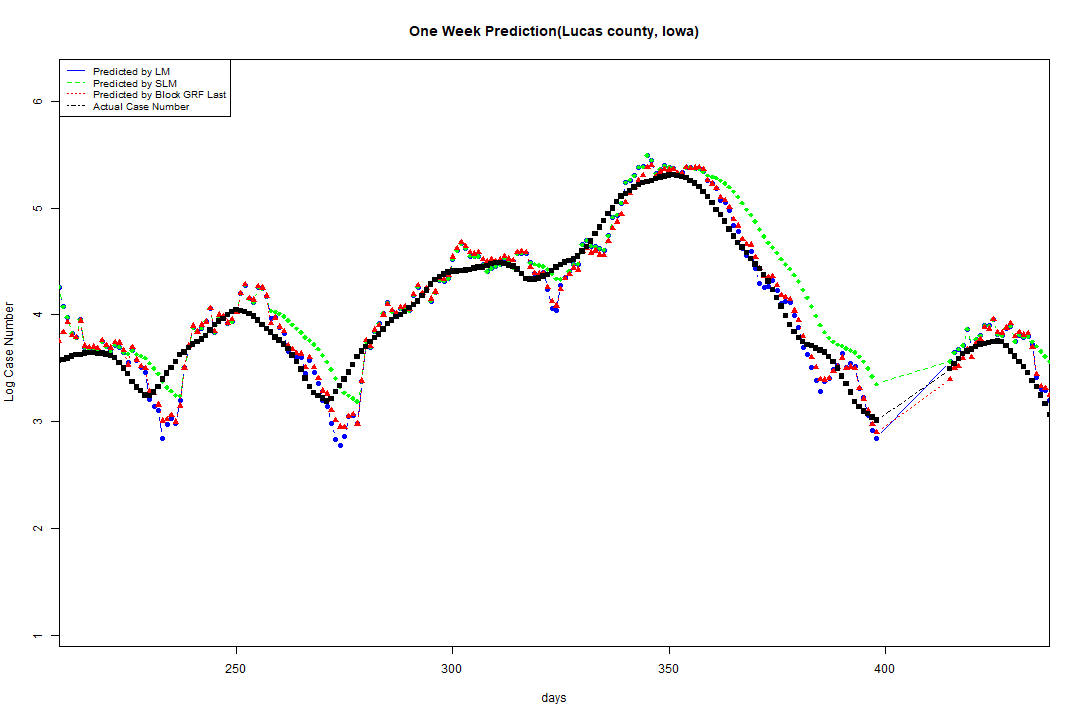 One Week Prediction(Lucas county, Iowa)
Predicted by LM
Predicted by SLM
Predicted by Block GRF Last
Actual Case Number
6
5
4
3
2
1
Log Case Number
250
300
350
400
days